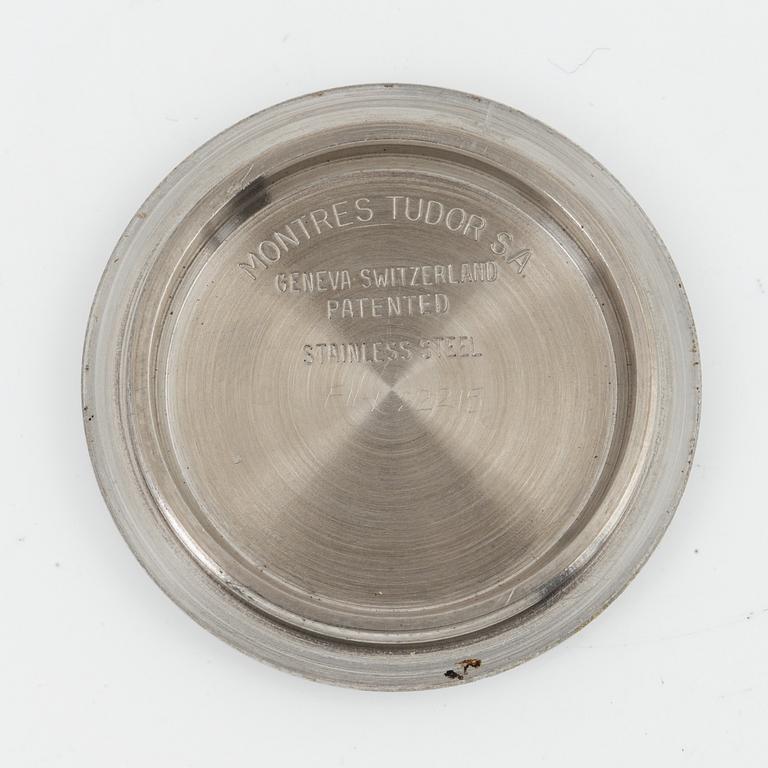 MONTRES TUDOR S.A.
GENEVA-SWITZERLAND
PATENTED
STAINLESS STEEL